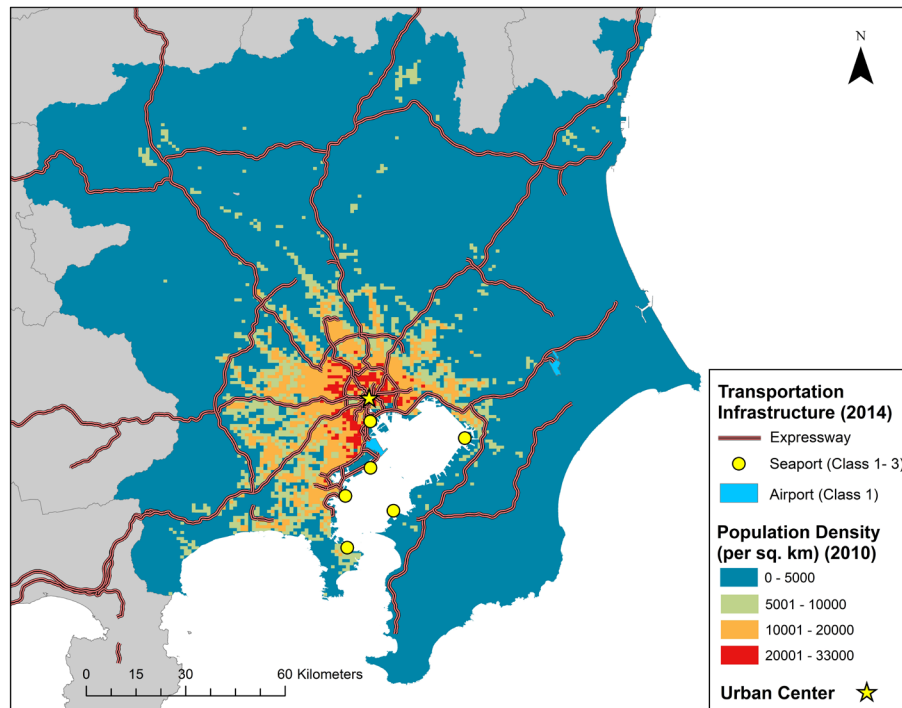 N
Transportation
Infrastructure (2014)
Expressway
Seaport (Class 1- 3)
Airport (Class 1)
Population Density
(per sq. km) (2010)
0 - 5000
5001 - 10000
10001 - 20000
20001 - 33000
Urban Center
0 15 30 60 Kilometers